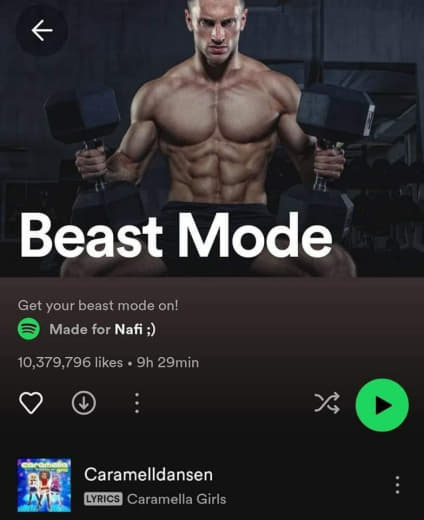 Beast Mode
Get your beast mode on!
Made for Nafi ;)
10,379,796 likes • 9h 29min
caramella
Caramelldansen
LYRICS Caramella Girls